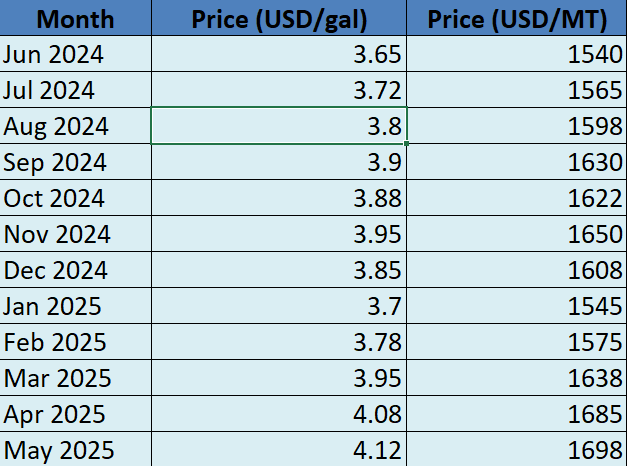 Month Price (USD/gal) Price (USD/MT)
Jun 2024 3.65 1540
Jul 2024 3.72 1565
Aug 2024 3.8 1598
Sep 2024 3.9 1630
Oct 2024 3.88 1622
Nov 2024 3.95 1650
Dec 2024 3.85 1608
Jan 2025 3.7 1545
Feb 2025 3.78 1575
Mar 2025 3.95 1638
Apr 2025 4.08 1685
May 2025 4.12 1698